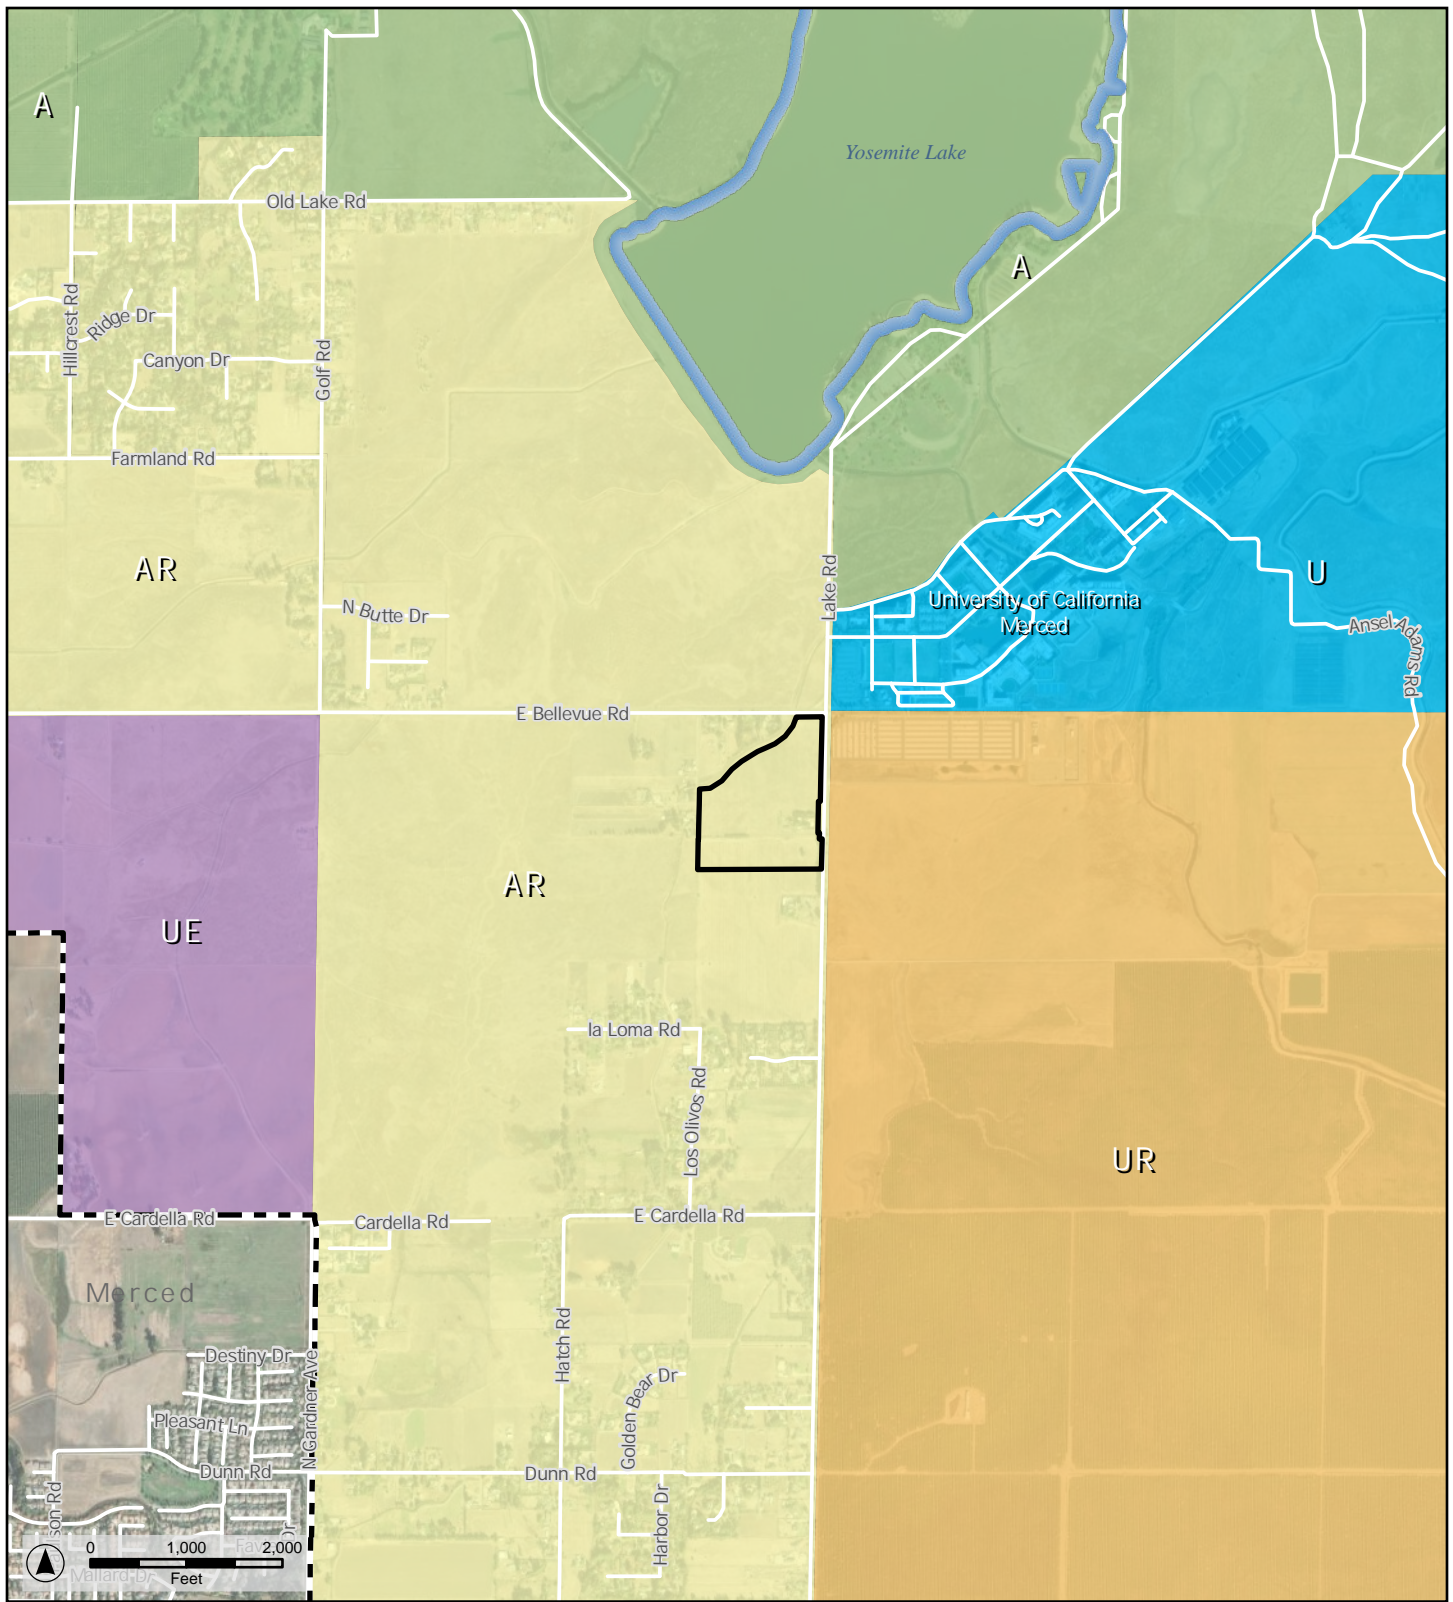 A
Yosemite Lake
Old Lake Rd
A
Hillcrest Rd
Ridge Dr
Canyon Dr
Golf Rd
Farmland Rd
AR
Lake Rd
U
N Butte Dr
University of California
Merced
Ansel Adams Rd
E Bellevue Rd
AR
UE
la Loma Rd
Los Olivos Rd
UR
E Cardella Rd
Cardella Rd
E Cardella Rd
Merced
Hatch Rd
Destiny Dr
N Gardner Ave
Golden Bear Dr
Pleasant Ln
Dunn Rd
Dunn Rd
Harbor Dr
Mallard Dr
0 1,000 2,000
Feet